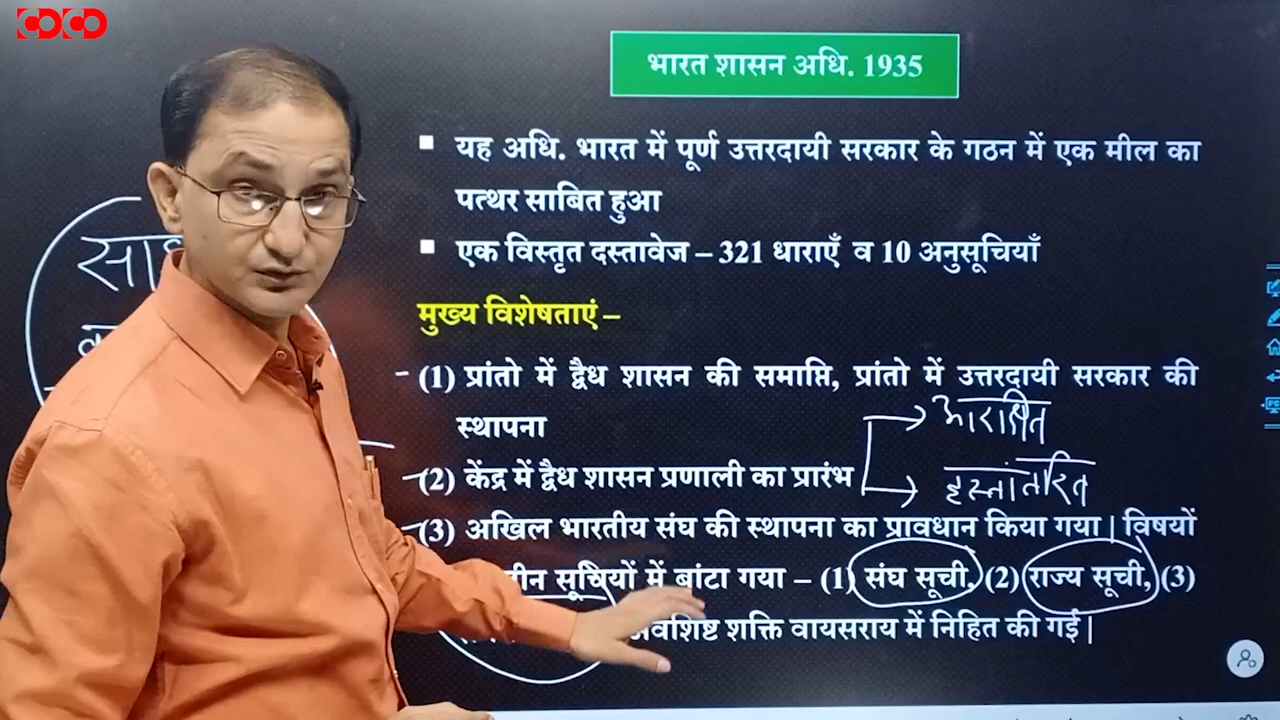 COCO
भारत शासन अधि. 1935
यह अधि. भारत में पूर्ण उत्तरदायी सरकार के गठन में एक मील का
पत्थर साबित हुआ
एक विस्तृत दस्तावेज – 321 धाराएँ व 10 अनुसूचियाँ
मुख्य विशेषताएं –
(1) प्रांतो में द्वैध शासन की समाप्ति, प्रांतो में उत्तरदायी सरकार की
स्थापना
आरक्षित
(2) केंद्र में द्वैध शासन प्रणाली का प्रारंभ
हस्तांतरित
(3) अखिल भारतीय संघ की स्थापना का प्रावधान किया गया | विषयों
सूचियों में बांटा गया – (1) संघ सूची, (2) राज्य सूची, (3)
शक्ति वायसराय में निहित की गई |